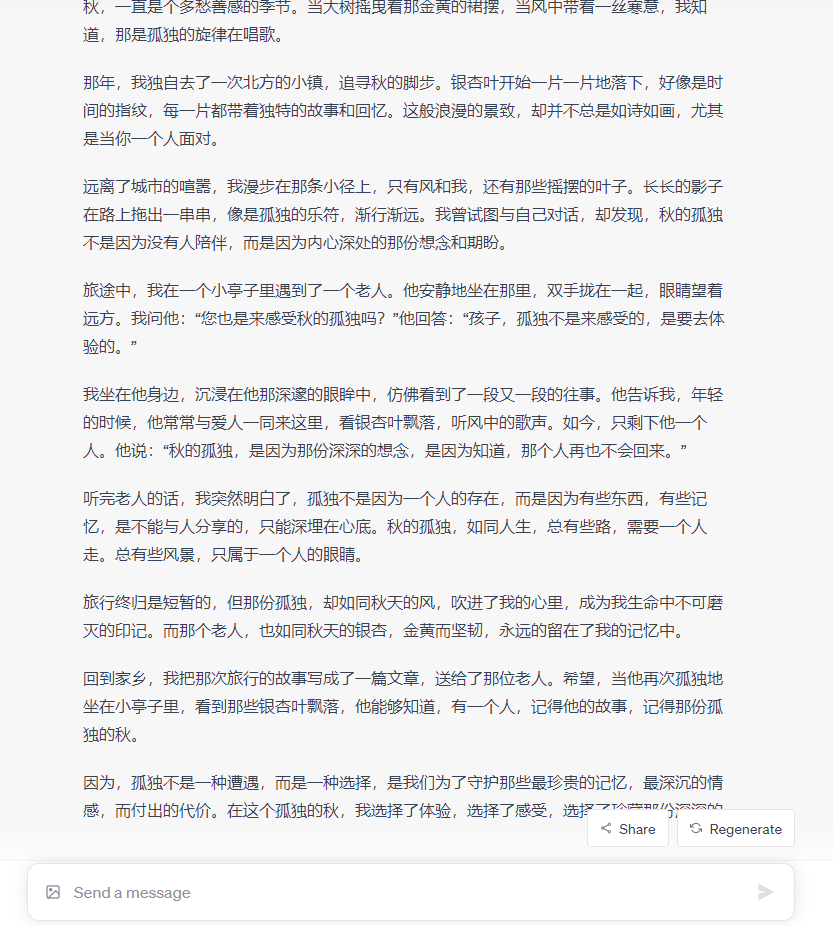 秋，一直是个多愁善感的季节。当大树摇曳着那金黄的裙摆，当风中带着一丝寒意，我知
道，那是孤独的旋律在唱歌。
那年，我独自去了一次北方的小镇，追寻秋的脚步。银杏叶开始一片一片地落下，好像是时
间的指纹，每一片都带着独特的故事和回忆。这般浪漫的景致，却并不总是如诗如画，尤其
是当你一个人面对。
远离了城市的喧嚣，我漫步在那条小径上，只有风和我，还有那些摇摆的叶子。长长的影子
在路上拖出一串串，像是孤独的乐符，渐行渐远。我曾试图与自己对话，却发现，秋的孤独
不是因为没有人陪伴，而是因为内心深处的那份想念和期盼。
旅途中，我在一个小亭子里遇到了一个老人。他安静地坐在那里，双手拢在一起，眼睛望着
远方。我问他：“您也是来感受秋的孤独吗？”他回答：“孩子，孤独不是来感受的，是要去体
验的。”
我坐在他身边，沉浸在他那深邃的眼眸中，仿佛看到了一段又一段的往事。他告诉我，年轻
的时候，他常常与爱人一同来这里，看银杏叶飘落，听风中的歌声。如今，只剩下他一个
人。他说：“秋的孤独，是因为那份深深的想念，是因为知道，那个人再也不会回来。”
听完老人的话，我突然明白了，孤独不是因为一个人的存在，而是因为有些东西，有些记
忆，是不能与人分享的，只能深埋在心底。秋的孤独，如同人生，总有些路，需要一个人
走。总有些风景，只属于一个人的眼睛。
旅行终归是短暂的，但那份孤独，却如同秋天的风，吹进了我的心里，成为我生命中不可磨
灭的印记。而那个老人，也如同秋天的银杏，金黄而坚韧，永远的留在了我的记忆中。
回到家乡，我把那次旅行的故事写成了一篇文章，送给了那位老人。希望，当他再次孤独地
坐在小亭子里，看到那些银杏叶飘落，他能够知道，有一个人，记得他的故事，记得那份孤
独的秋。
因为，孤独不是一种遭遇，而是一种选择，是我们为了守护那些最珍贵的记忆，最深沉的情
感，而付出的代价。在这个孤独的秋，我选择了体验，选择了感受，选择了珍藏那份深深的
Share
Regenerate
Send a message